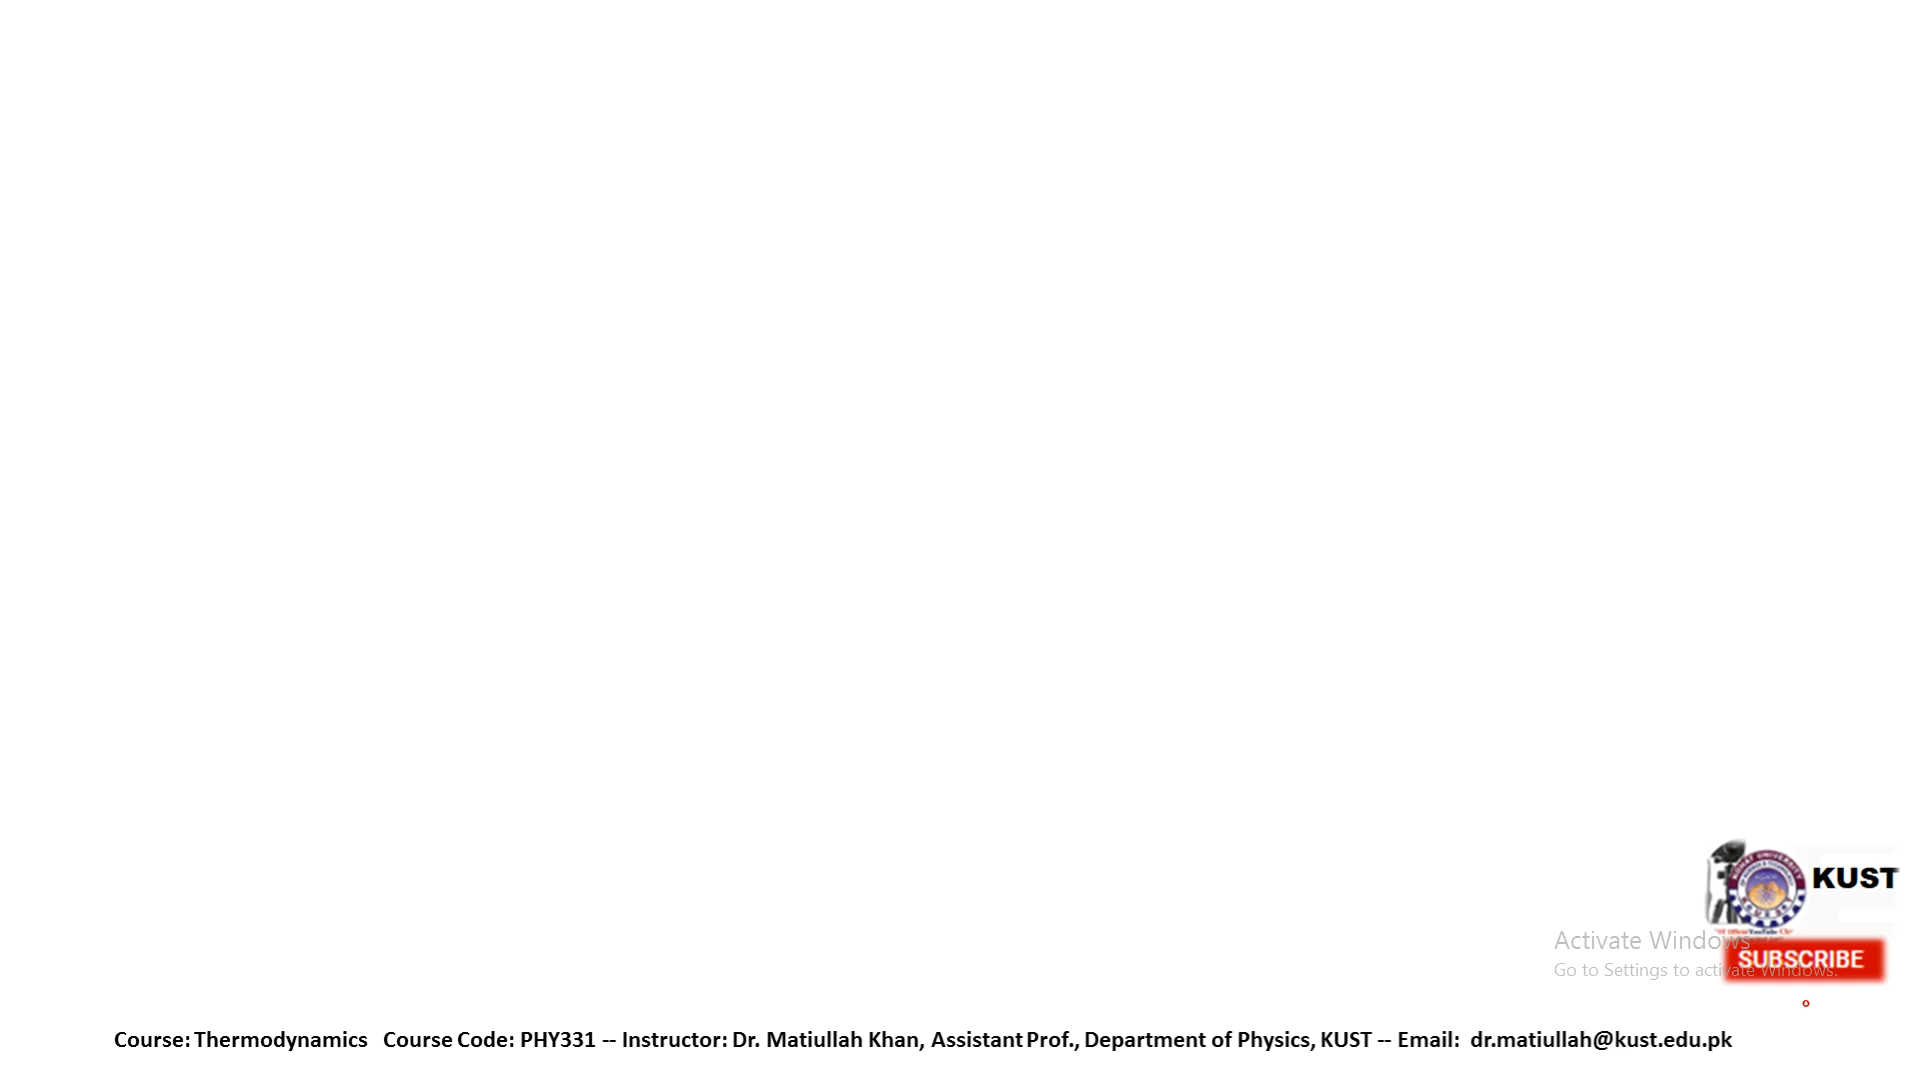 KUST
Activate Windows
SUBSCRIBE
Go to Settings to activate Windows.
Course: Thermodynamics Course Code: PHY331 -- Instructor: Dr. Matiullah Khan, Assistant Prof., Department of Physics, KUST -- Email: dr.matiullah@kust.edu.pk